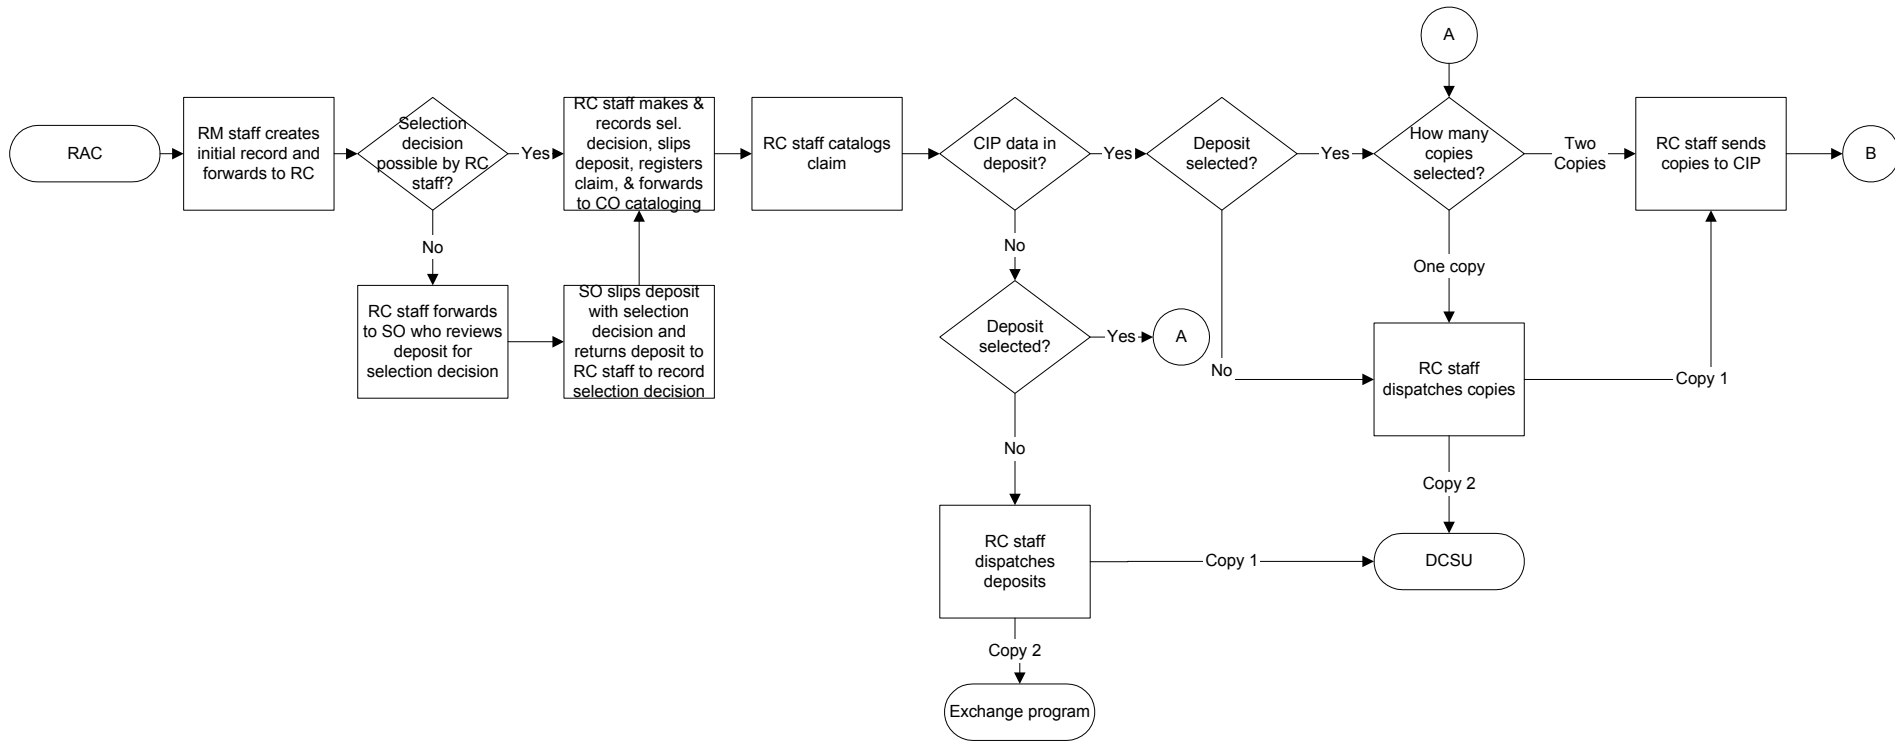 A
RAC
RM staff creates
initial record and
forwards to RC
Selection
decision
possible by RC
staff?
Yes
RC staff makes &
records sel.
decision, slips
deposit, registers
claim, & forwards
to CO cataloging
RC staff catalogs
claim
CIP data in
deposit?
Yes
Deposit
selected?
Yes
How many
copies
selected?
Two
Copies
RC staff sends
copies to CIP
B
No
No
One copy
RC staff forwards
to SO who reviews
deposit for
selection decision
SO slips deposit
with selection
decision and
returns deposit to
RC staff to record
selection decision
Deposit
selected?
Yes
A
No
RC staff
dispatches copies
Copy 1
No
Copy 2
RC staff
dispatches
deposits
Copy 1
DCSU
Copy 2
Exchange program